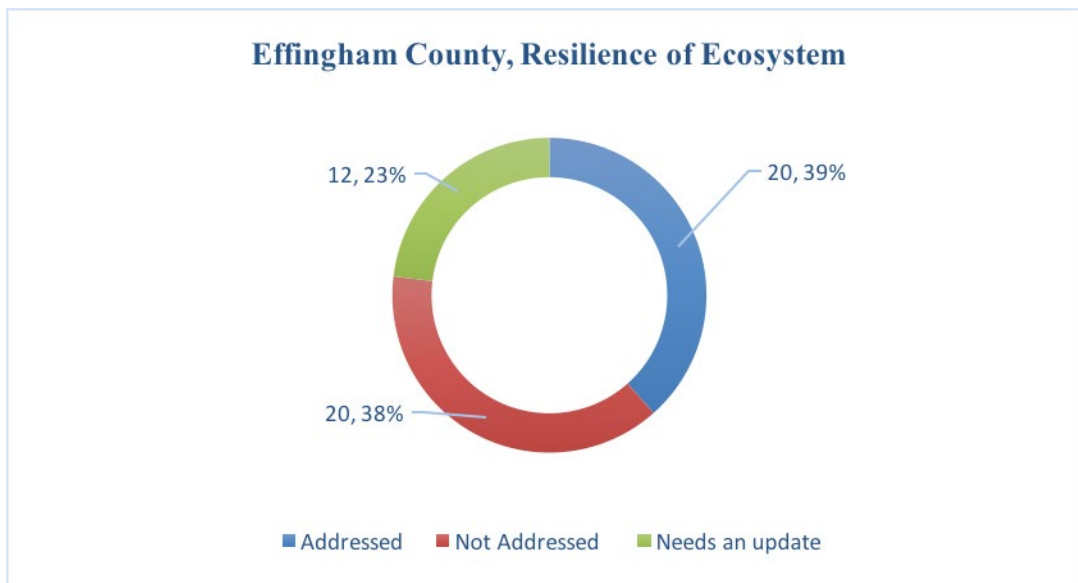 Effingham County, Resilience of Ecosystem
12, 23%
20, 39%
20, 38%
Addressed
Not Addressed
Needs an update